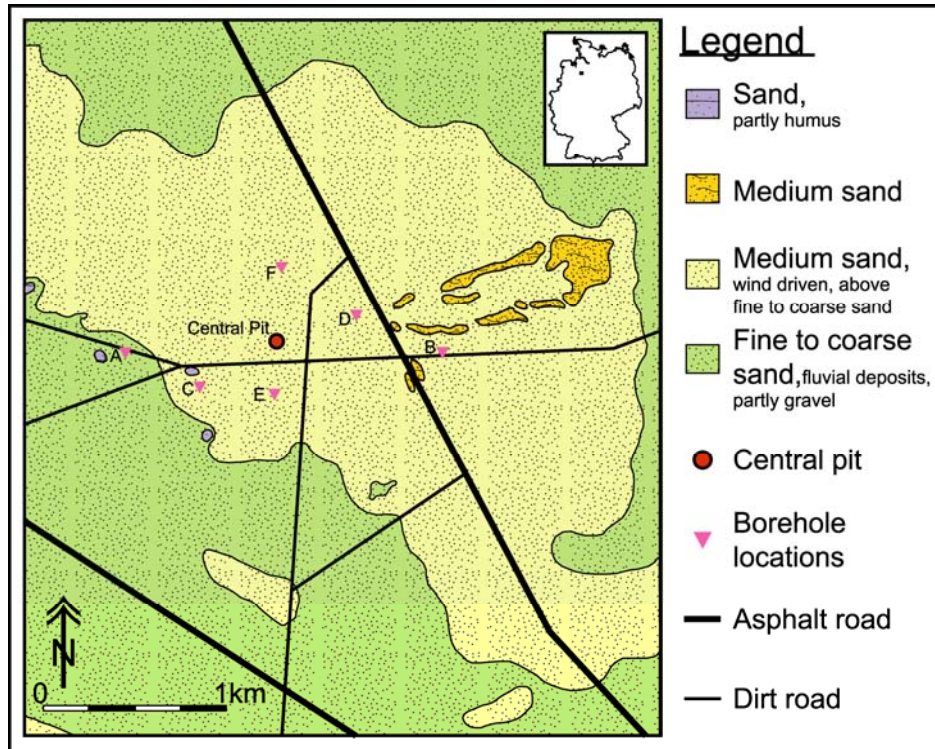 F
Central Pit
D
A
B
C
E
N
0 1km
Legend
Sand,
partly humus
Medium sand
Medium sand,
wind driven, above
fine to coarse sand
Fine to coarse
sand, fluvial deposits,
partly gravel
Central pit
Borehole
locations
Asphalt road
Dirt road